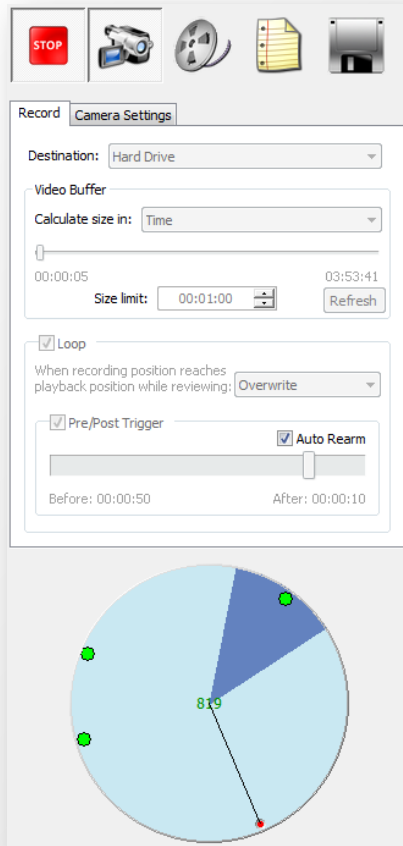 STOP
Record Camera Settings
Destination: Hard Drive
Video Buffer
Calculate size in: Time
00:00:05 03:53:41
Size limit: 00:01:00 Refresh
Loop
When recording position reaches
playback position while reviewing: Overwrite
Pre/Post Trigger
Auto Rearm
Before: 00:00:50 After: 00:00:10
819